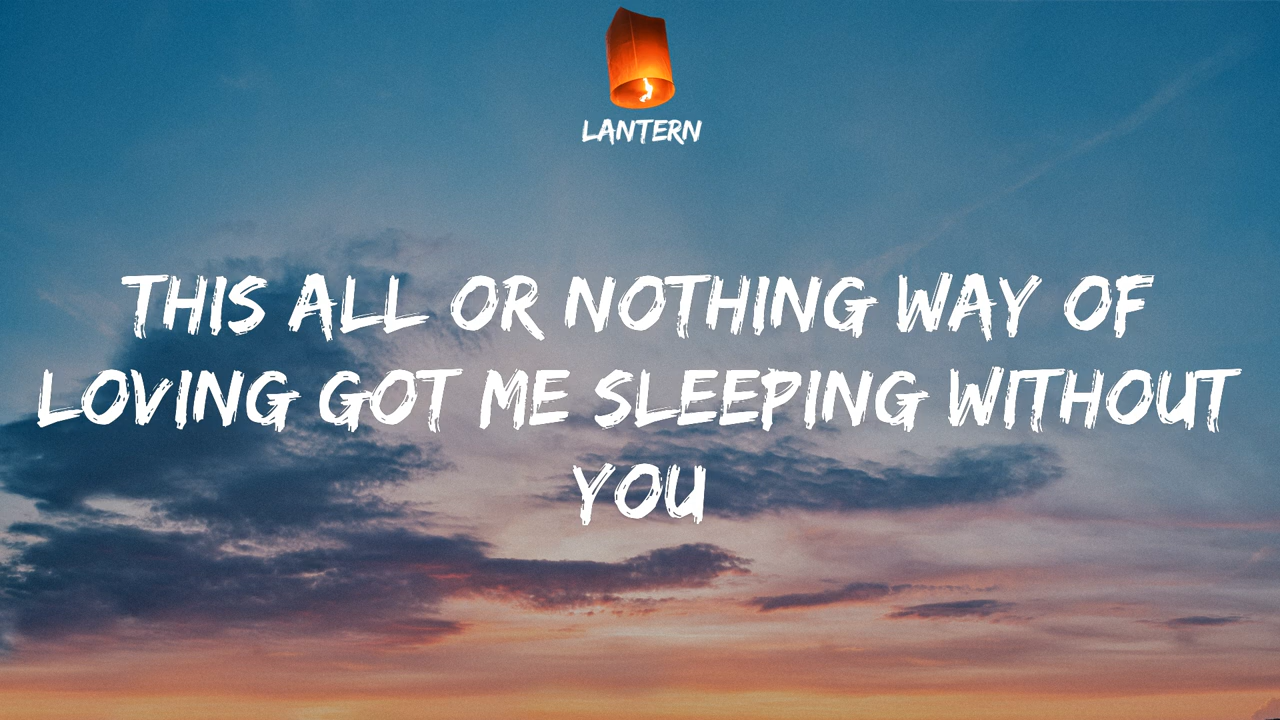 LANTERN
THIS ALL OR NOTHING WAY OF
LOVING GOT ME SLEEPING WITHOUT
YOU